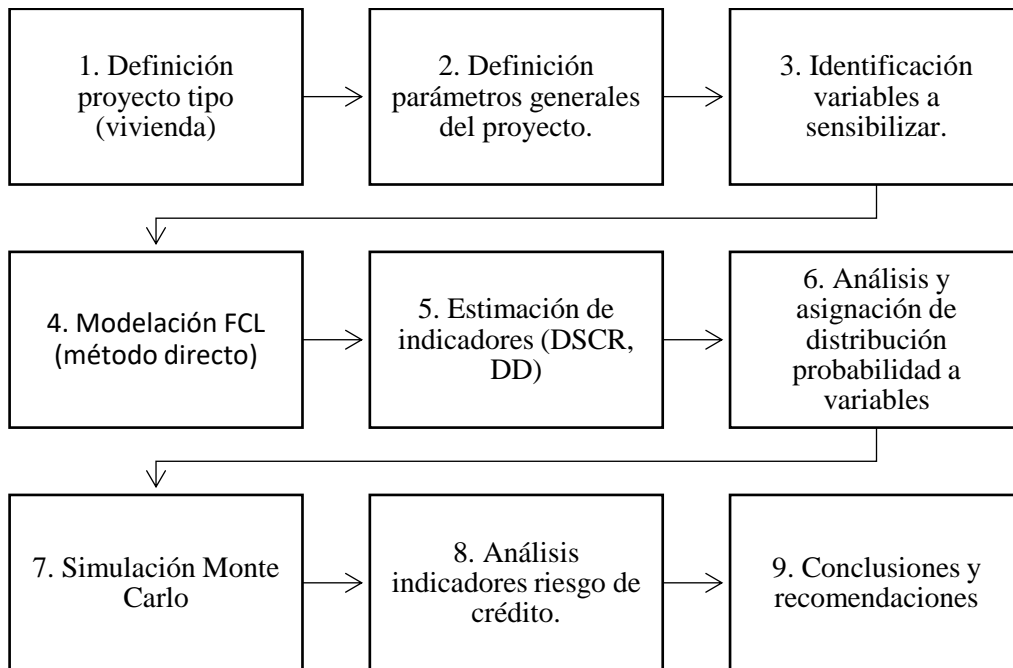 1. Definición
proyecto tipo
(vivienda)
2. Definición
parámetros generales
del proyecto.
3. Identificación
variables a
sensibilizar.
4. Modelación FCL
(método directo)
5. Estimación de
indicadores (DSCR,
DD)
6. Análisis y
asignación de
distribución
probabilidad a
variables
7. Simulación Monte
Carlo
8. Análisis
indicadores riesgo de
crédito.
9. Conclusiones y
recomendaciones